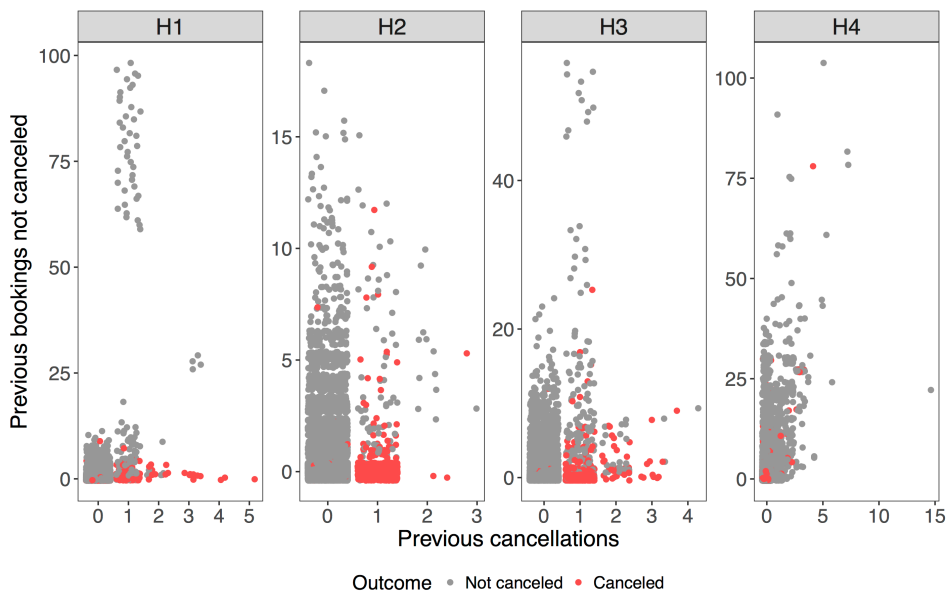 H1 H2 H3 H4
Previous bookings not canceled
100 75 50 25 0
15 10 5 0
40 20 0
100 75 50 25 0
0 1 2 3 4 5
0 1 2 3
0 1 2 3 4
0 5 10 15
Previous cancellations
Outcome Not canceled Canceled